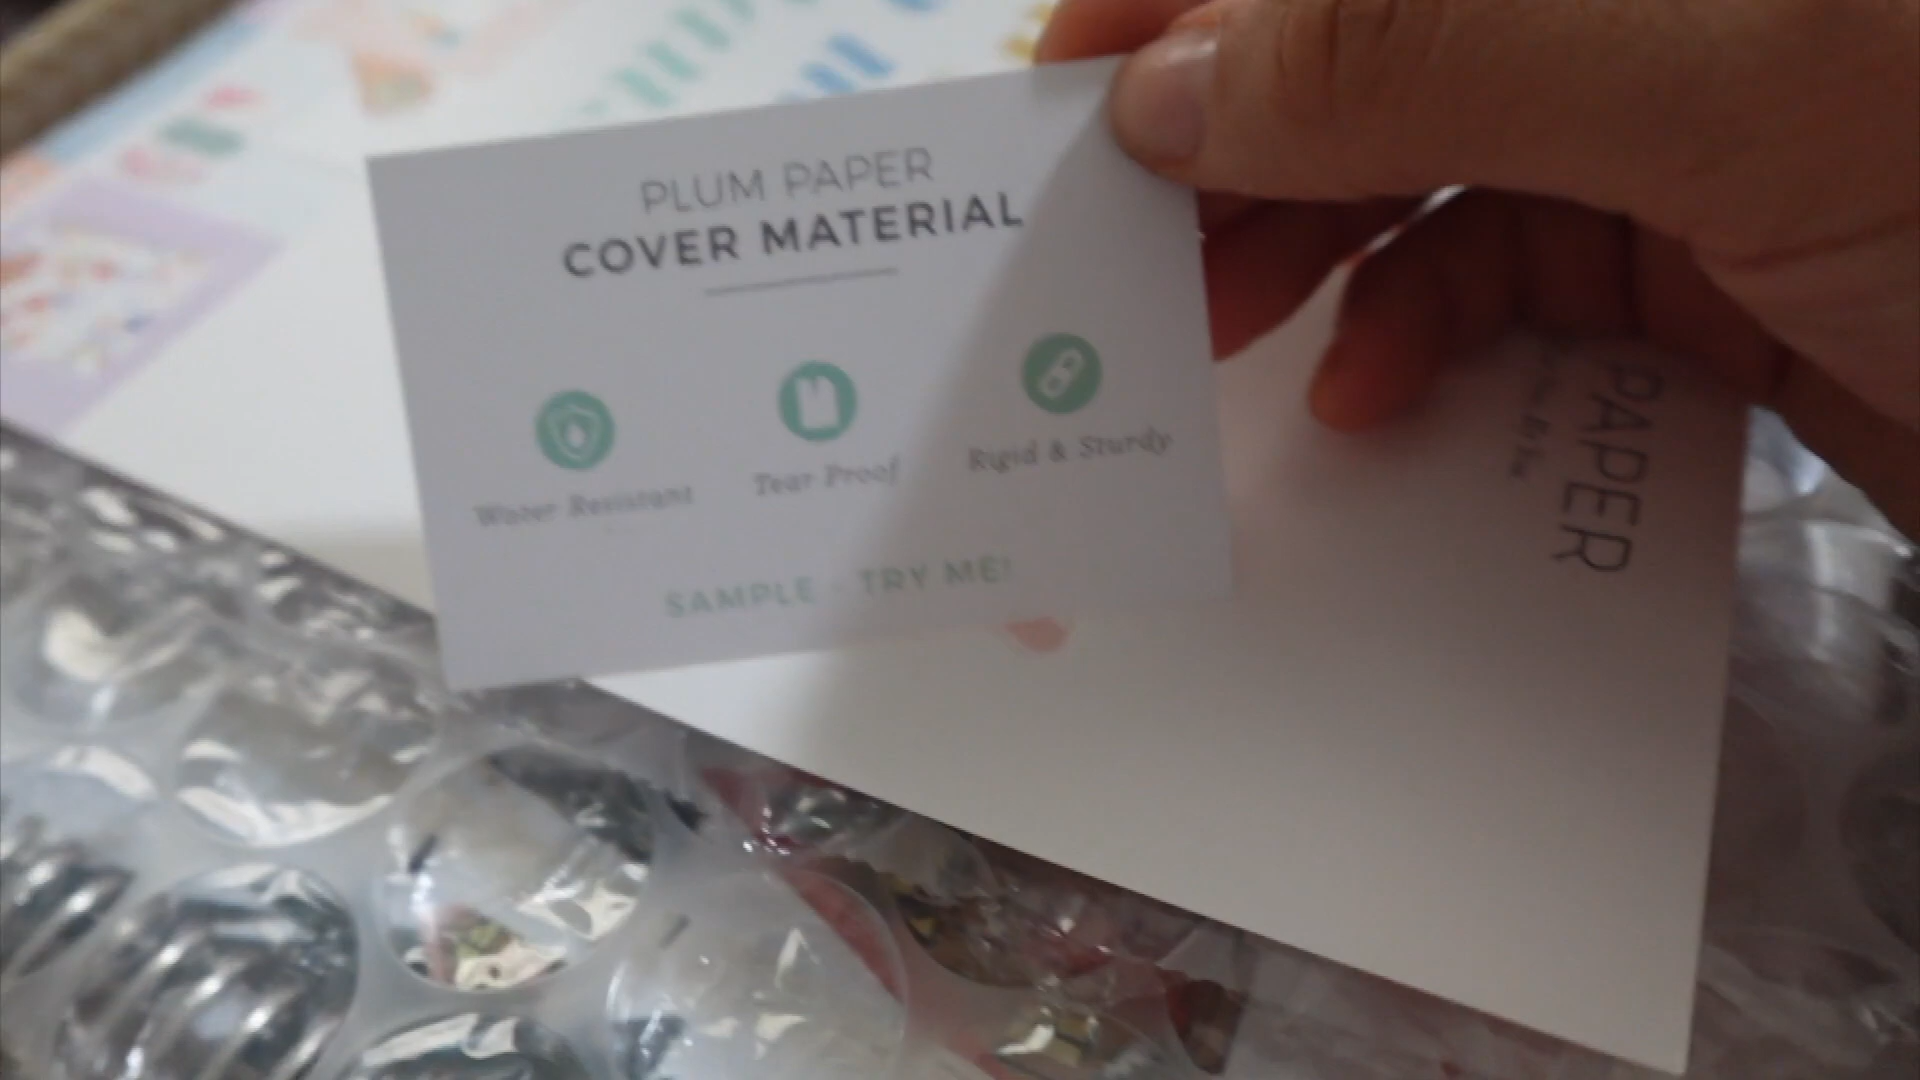 PLUM PAPER
COVER MATERIAL
Water Resistant
Tear Proof
Rigid & Sturdy
SAMPLE - TRY ME!
PAPER